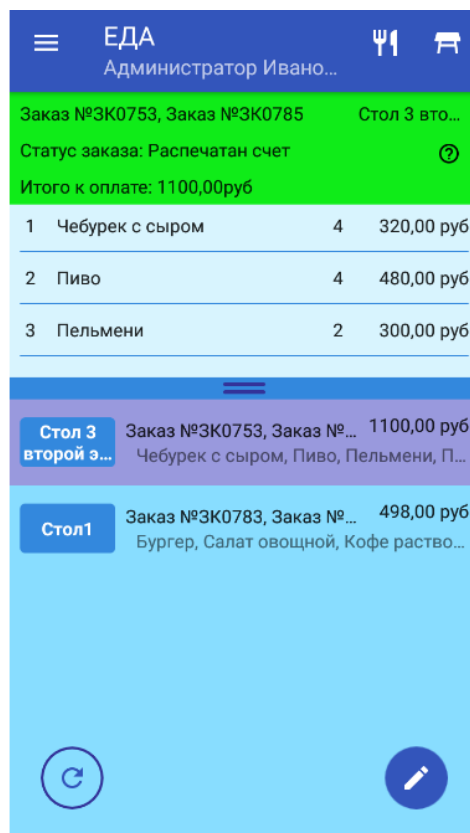 ЕДА
Администратор Ивано...
Заказ №ЗК0753, Заказ №ЗК0785 Стол 3 вто...
Статус заказа: Распечатан счет
Итого к оплате: 1100,00руб
1 Чебурек с сыром 4 320,00 руб
2 Пиво 4 480,00 руб
3 Пельмени 2 300,00 руб
Стол 3 второй э... Заказ №ЗК0753, Заказ №... 1100,00 руб
Чебурек с сыром, Пиво, Пельмени, П...
Стол1 Заказ №ЗК0783, Заказ №... 498,00 руб
Бургер, Салат овощной, Кофе раство...